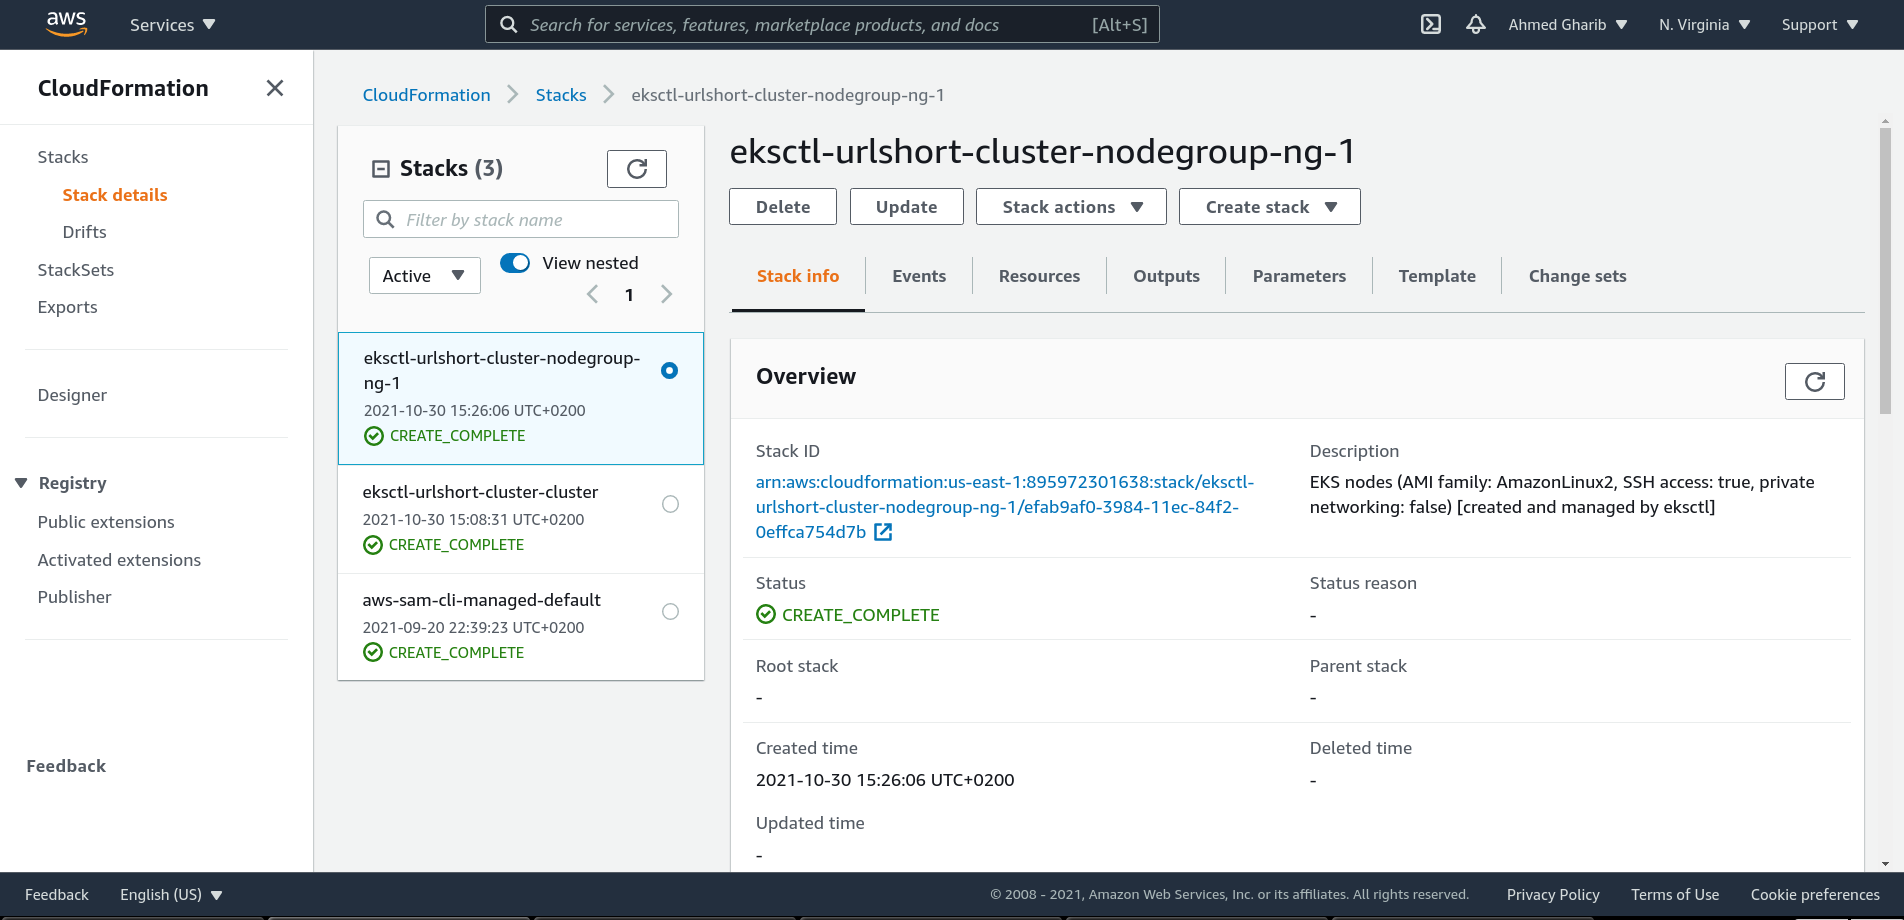 aws
Services
Search for services, features, marketplace products, and docs [Alt+S]
Ahmed Gharib
N. Virginia
Support
CloudFormation
Stacks
Stack details
Drifts
StackSets
Exports
Designer
Registry
Public extensions
Activated extensions
Publisher
Feedback
CloudFormation > Stacks > eksctl-urlshort-cluster-nodegroup-ng-1
Stacks (3)
Filter by stack name
Active
View nested
1
eksctl-urlshort-cluster-nodegroup-
ng-1
2021-10-30 15:26:06 UTC+0200
CREATE_COMPLETE
eksctl-urlshort-cluster-cluster
2021-10-30 15:08:31 UTC+0200
CREATE_COMPLETE
aws-sam-cli-managed-default
2021-09-20 22:39:23 UTC+0200
CREATE_COMPLETE
eksctl-urlshort-cluster-nodegroup-ng-1
Delete
Update
Stack actions
Create stack
Stack info
Events
Resources
Outputs
Parameters
Template
Change sets
Overview
Stack ID
arn:aws:cloudformation:us-east-1:895972301638:stack/eksctl-
urlshort-cluster-nodegroup-ng-1/efab9af0-3984-11ec-84f2-
0effca754d7b
Description
EKS nodes (AMI family: AmazonLinux2, SSH access: true, private
networking: false) [created and managed by eksctl]
Status
CREATE_COMPLETE
Status reason
-
Root stack
-
Parent stack
-
Created time
2021-10-30 15:26:06 UTC+0200
Deleted time
-
Updated time
-
Feedback
English (US)
© 2008 - 2021, Amazon Web Services, Inc. or its affiliates. All rights reserved.
Privacy Policy
Terms of Use
Cookie preferences